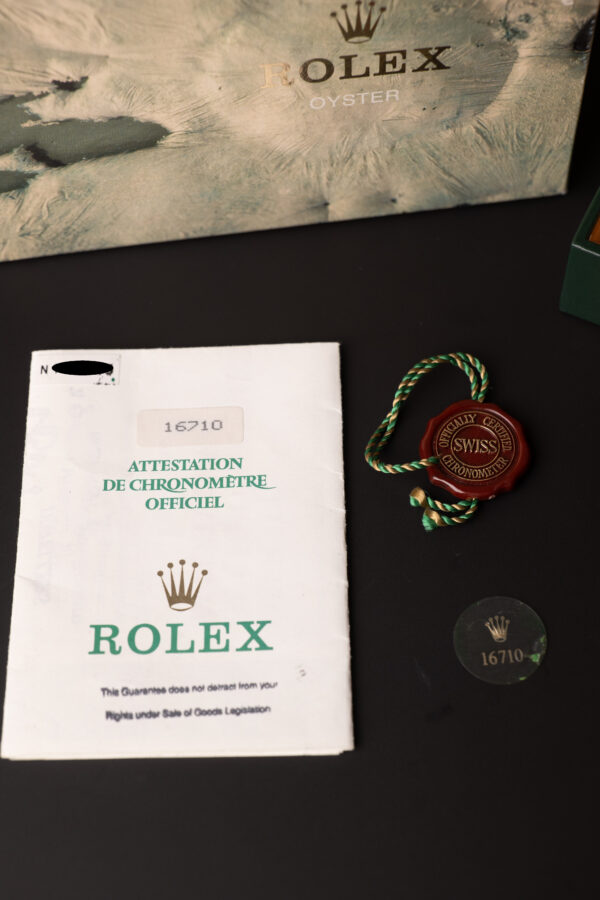 ROLEX
OYSTER
N
16710
ATTESTATION
DE CHRONOMÈTRE
OFFICIEL
ROLEX
This Guarantee does not detract from your
Rights under Sale of Goods Legislation
OFFICIALLY CERTIFIED
SWISS
CHRONOMETER
16710